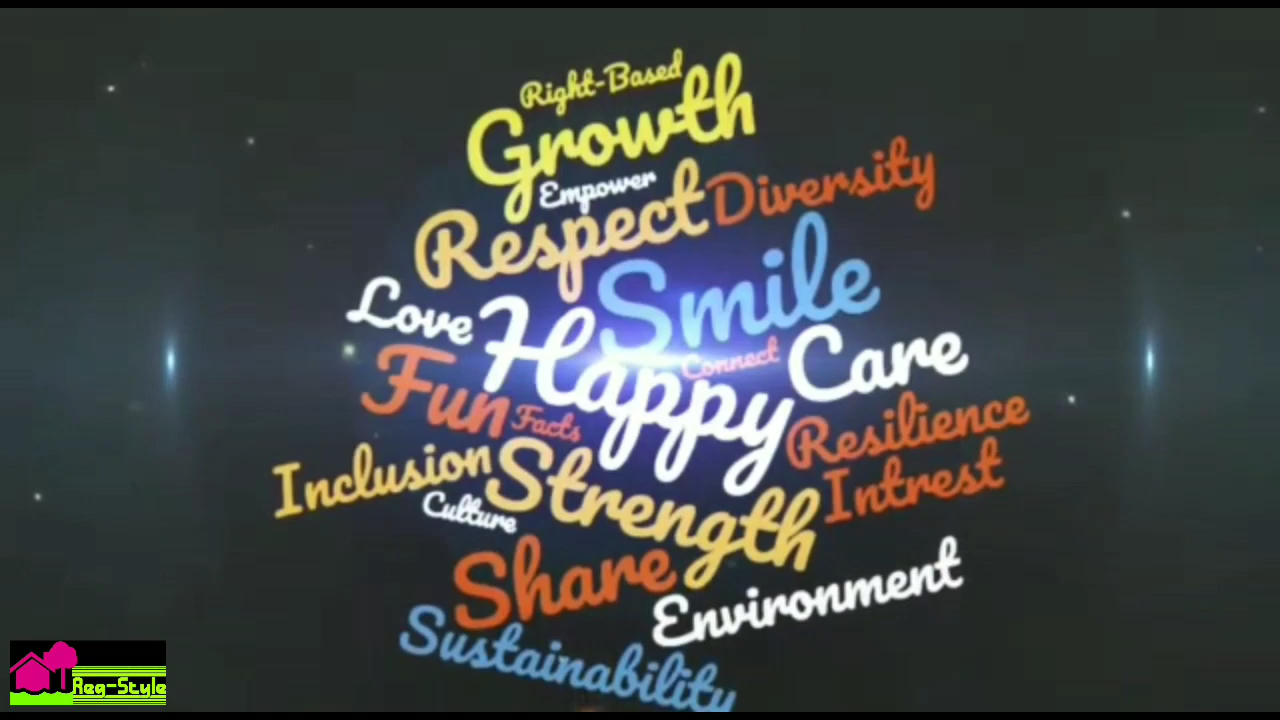 Right-Based
Growth
Empower
Respect Diversity
Smile
Love Happy Care
Connect
Fun Facts
Resilience
Inclusion Strength Intrest
Culture
Share
Environment
Sustainability
Reg-Style